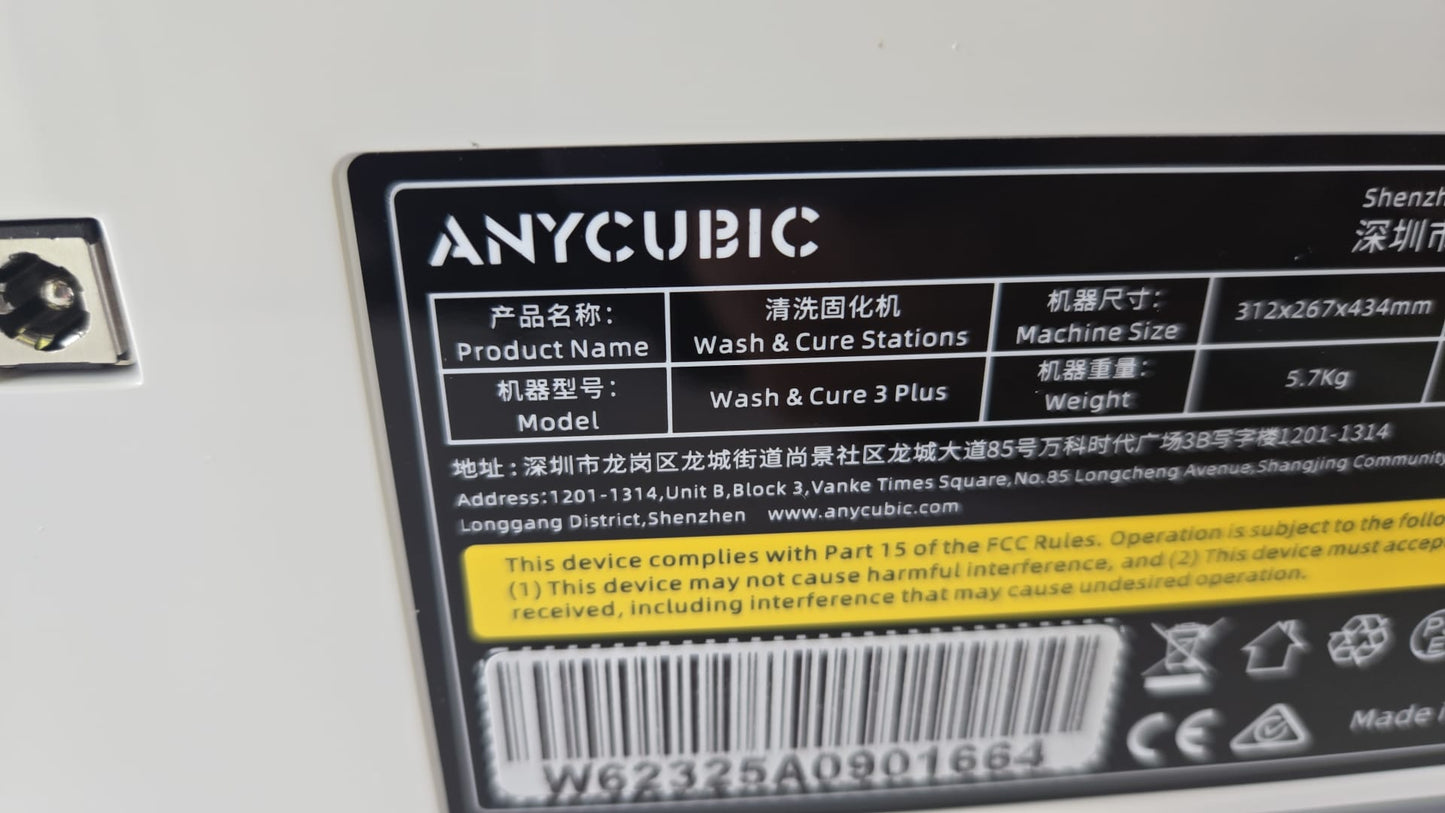 ANYCUBIC
Shenzh
深圳市
产品名称：
Product Name
清洗固化机
Wash & Cure Stations
机器尺寸：
Machine Size
312x267x434mm
机器型号：
Model
Wash & Cure 3 Plus
机器重量：
Weight
5.7Kg
地址：深圳市龙岗区龙城街道尚景社区龙城大道85号万科时代广场3B写字楼1201-1314
Address:1201-1314,Unit B,Block 3,Vanke Times Square,No.85 Longcheng Avenue,Shangjing Community
Longgang District,Shenzhen www.anycubic.com
This device complies with Part 15 of the FCC Rules. Operation is subject to the follo
(1) This device may not cause harmful interference, and (2) This device must accep
received, including interference that may cause undesired operation.
W62325A0901664
CE
Made